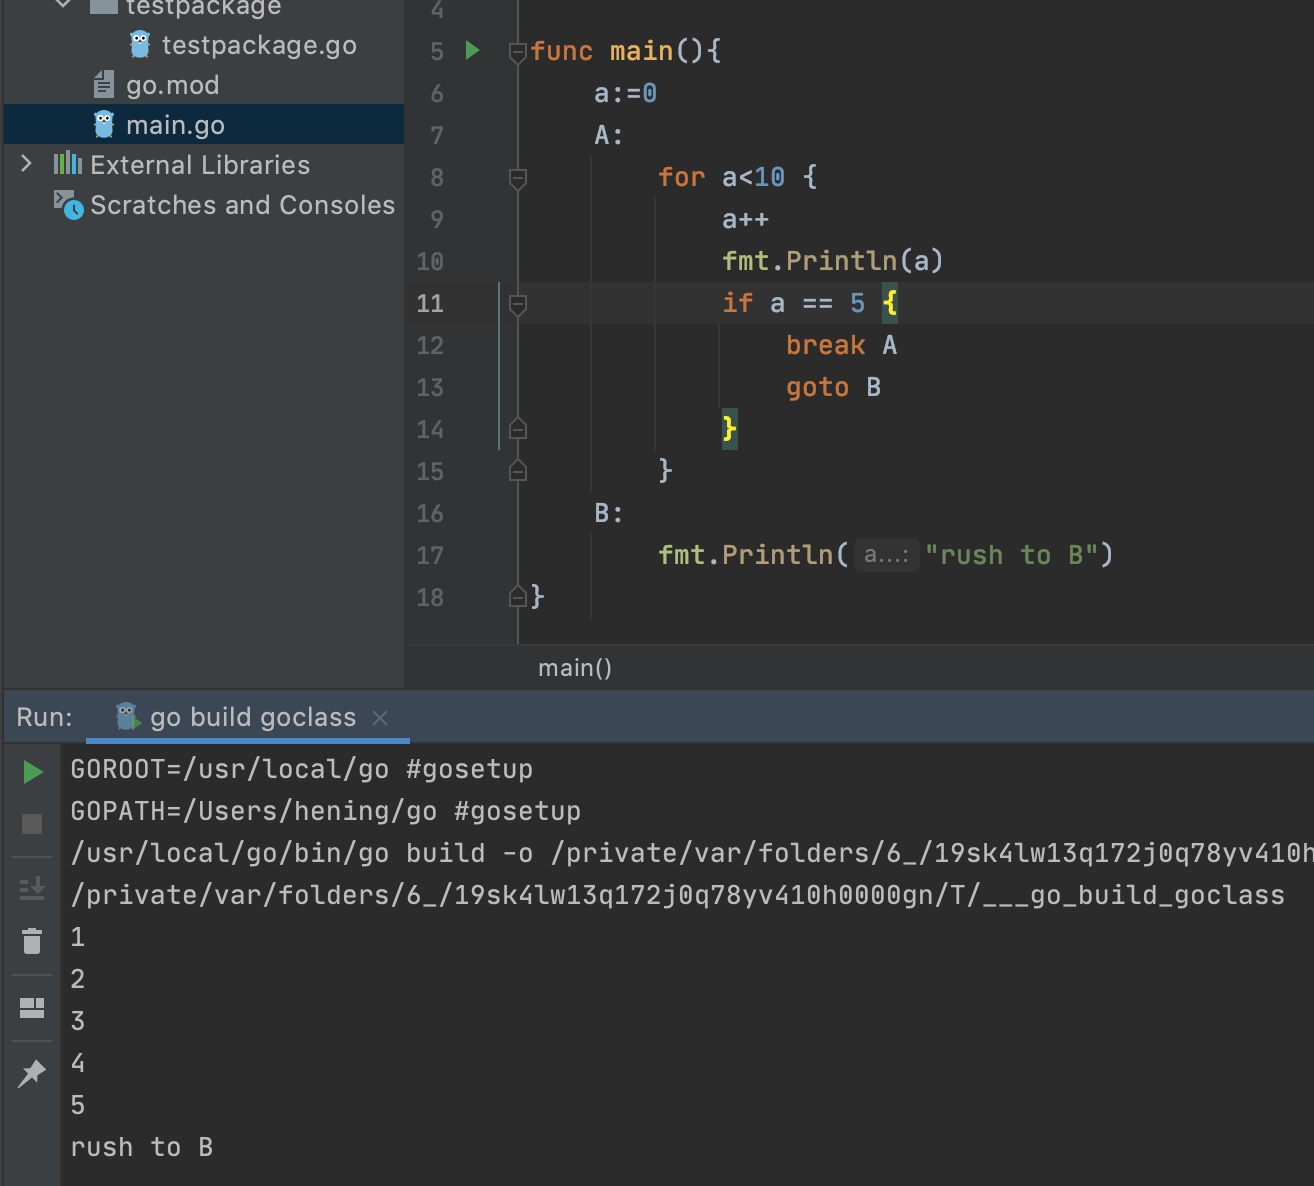 testpackage
testpackage.go
go.mod
main.go
External Libraries
Scratches and Consoles
4
5 func main(){
6 a:=0
7 A:
8 for a<10 {
9 a++
10 fmt.Println(a)
11 if a == 5 {
12 break A
13 goto B
14 }
15 }
16 B:
17 fmt.Println( a...: "rush to B")
18 }
main()
Run: go build goclass
GOROOT=/usr/local/go #gosetup
GOPATH=/Users/hening/go #gosetup
/usr/local/go/bin/go build -o /private/var/folders/6_/19sk4lw13q172j0q78yv410h
/private/var/folders/6_/19sk4lw13q172j0q78yv410h0000gn/T/___go_build_goclass
1
2
3
4
5
rush to B